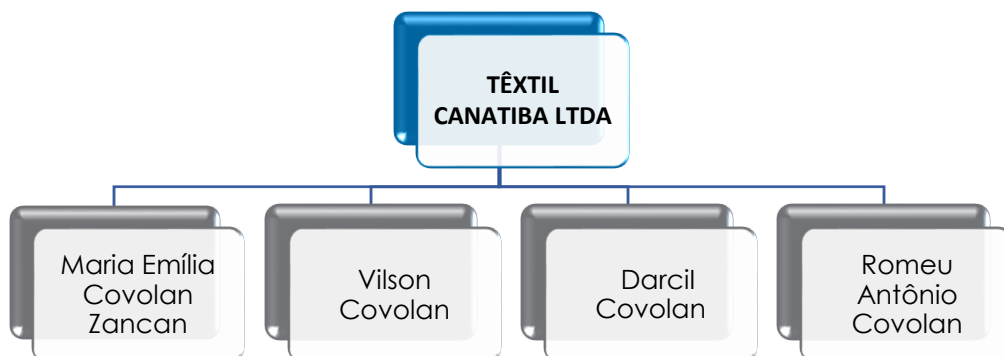 TÊXTIL
CANATIBA LTDA
Maria Emília
Covolan
Zancan
Vilson
Covolan
Darcil
Covolan
Romeu
Antônio
Covolan